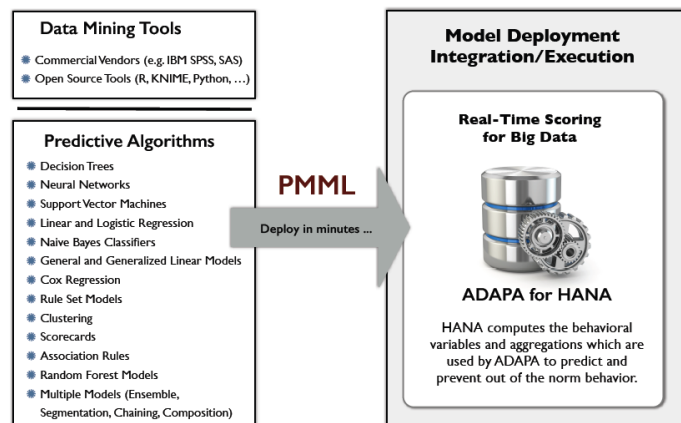 Data Mining Tools
Commercial Vendors (e.g. IBM SPSS, SAS)
Open Source Tools (R, KNIME, Python, ...)
Predictive Algorithms
Decision Trees
Neural Networks
Support Vector Machines
Linear and Logistic Regression
Naive Bayes Classifiers
General and Generalized Linear Models
Cox Regression
Rule Set Models
Clustering
Scorecards
Association Rules
Random Forest Models
Multiple Models (Ensemble,
Segmentation, Chaining, Composition)
PMML
Deploy in minutes ...
Model Deployment
Integration/Execution
Real-Time Scoring
for Big Data
ADAPA for HANA
HANA computes the behavioral
variables and aggregations which are
used by ADAPA to predict and
prevent out of the norm behavior.